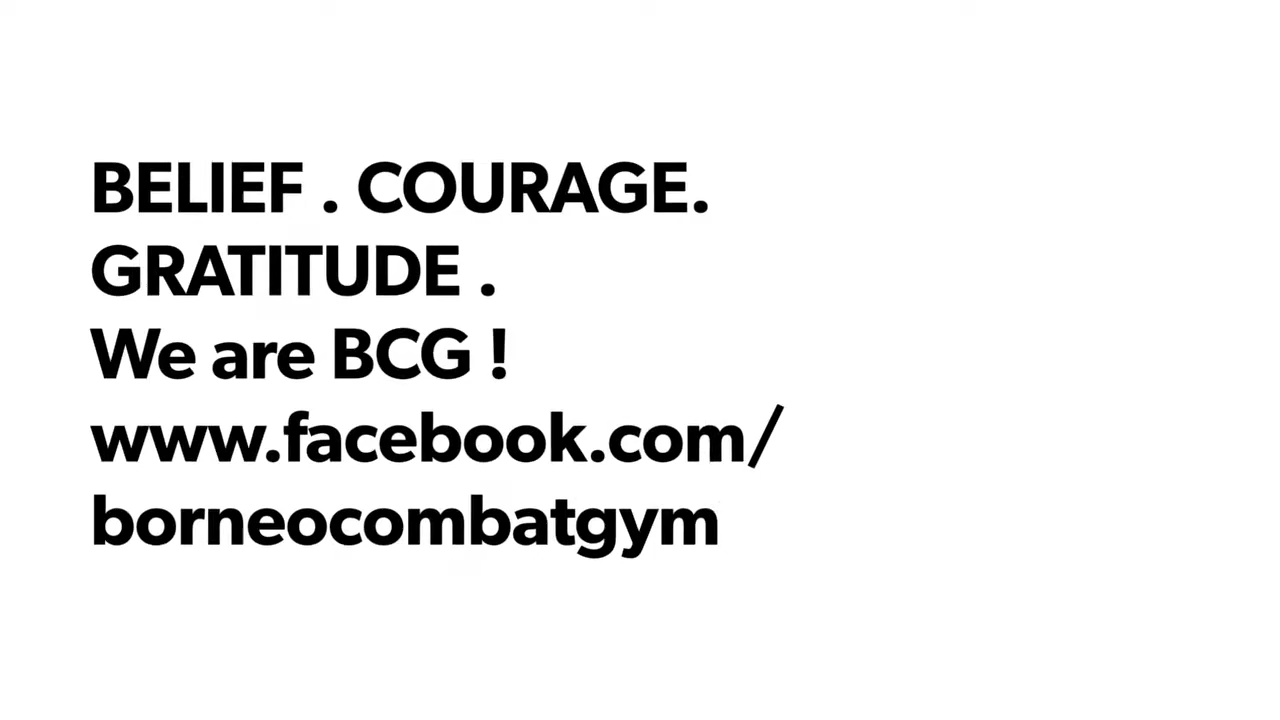 BELIEF . COURAGE.
GRATITUDE .
We are BCG !
www.facebook.com/
borneocombatgym